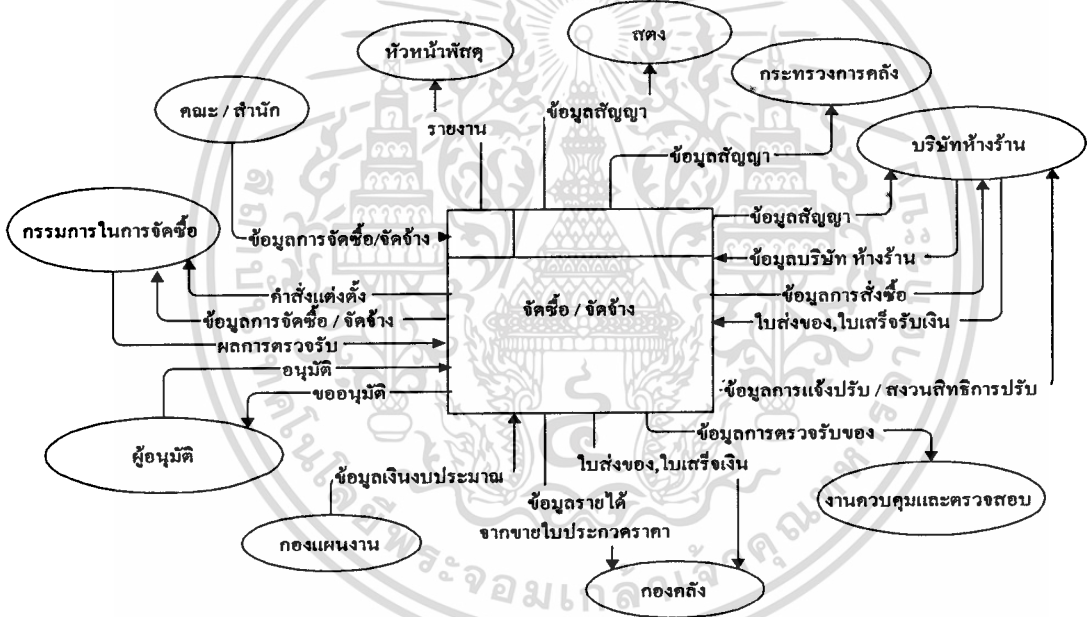 สตง
หัวหน้าพัสดุ
กระทรวงการคลัง
คณะ / สำนัก
ข้อมูลสัญญา
รายงาน
บริษัทห้างร้าน
ข้อมูลสัญญา
ข้อมูลสัญญา
กรรมการในการจัดซื้อ
ข้อมูลการจัดซื้อ/จัดจ้าง
ข้อมูลบริษัท ห้างร้าน
คำสั่งแต่งตั้ง
ข้อมูลการสั่งซื้อ
จัดซื้อ / จัดจ้าง
ข้อมูลการจัดซื้อ / จัดจ้าง
ใบส่งของ,ใบเสร็จรับเงิน
ผลการตรวจรับ
อนุมัติ
ขออนุมัติ
ข้อมูลการแจ้งปรับ / สงวนสิทธิการปรับ
ผู้อนุมัติ
ข้อมูลการตรวจรับของ
ใบส่งของ,ใบเสร็จเงิน
ข้อมูลเงินงบประมาณ
ข้อมูลรายได้
จากขายใบประกวดราคา
งานควบคุมและตรวจสอบ
กองแผนงาน
กองคลัง